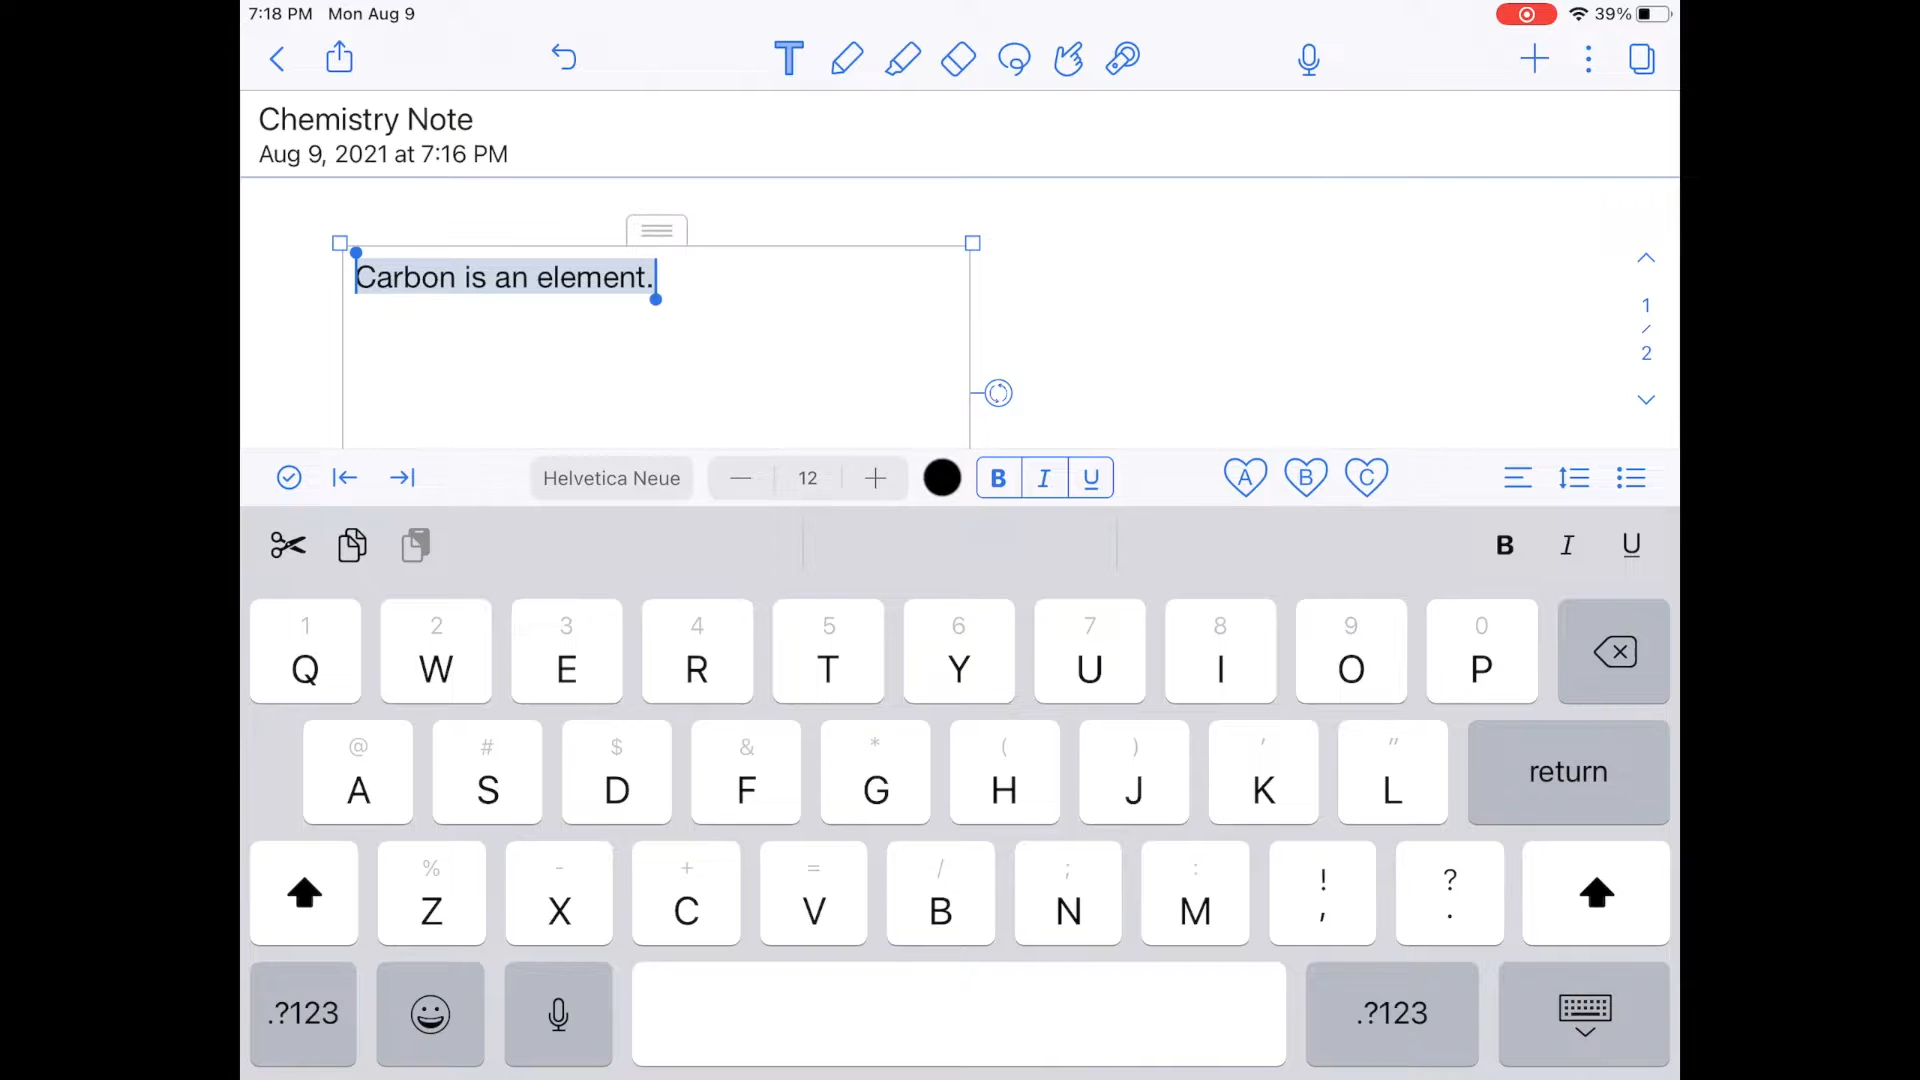 7:18 PM Mon Aug 9 39%
T
Chemistry Note
Aug 9, 2021 at 7:16 PM
Carbon is an element.
1
/
2
Helvetica Neue — 12 + B I U A B C
B I U
1 2 3 4 5 6 7 8 9 0
Q W E R T Y U I O P
@ # $ & * ( ) ' "
A S D F G H J K L return
% - + = / ; : ! ?
Z X C V B N M , .
.?123 .?123